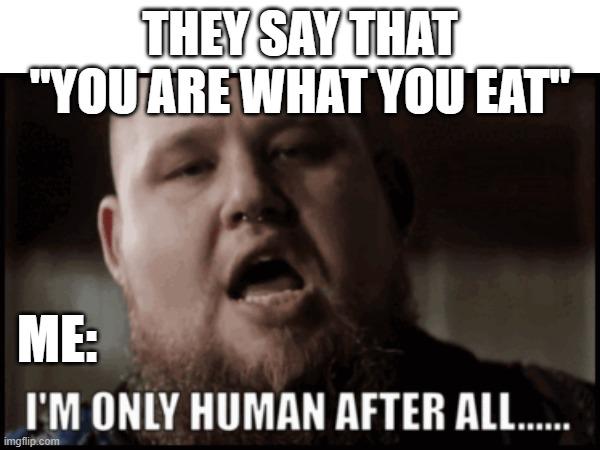 THEY SAY THAT
"YOU ARE WHAT YOU EAT"
ME:
I'M ONLY HUMAN AFTER ALL......
imgflip.com